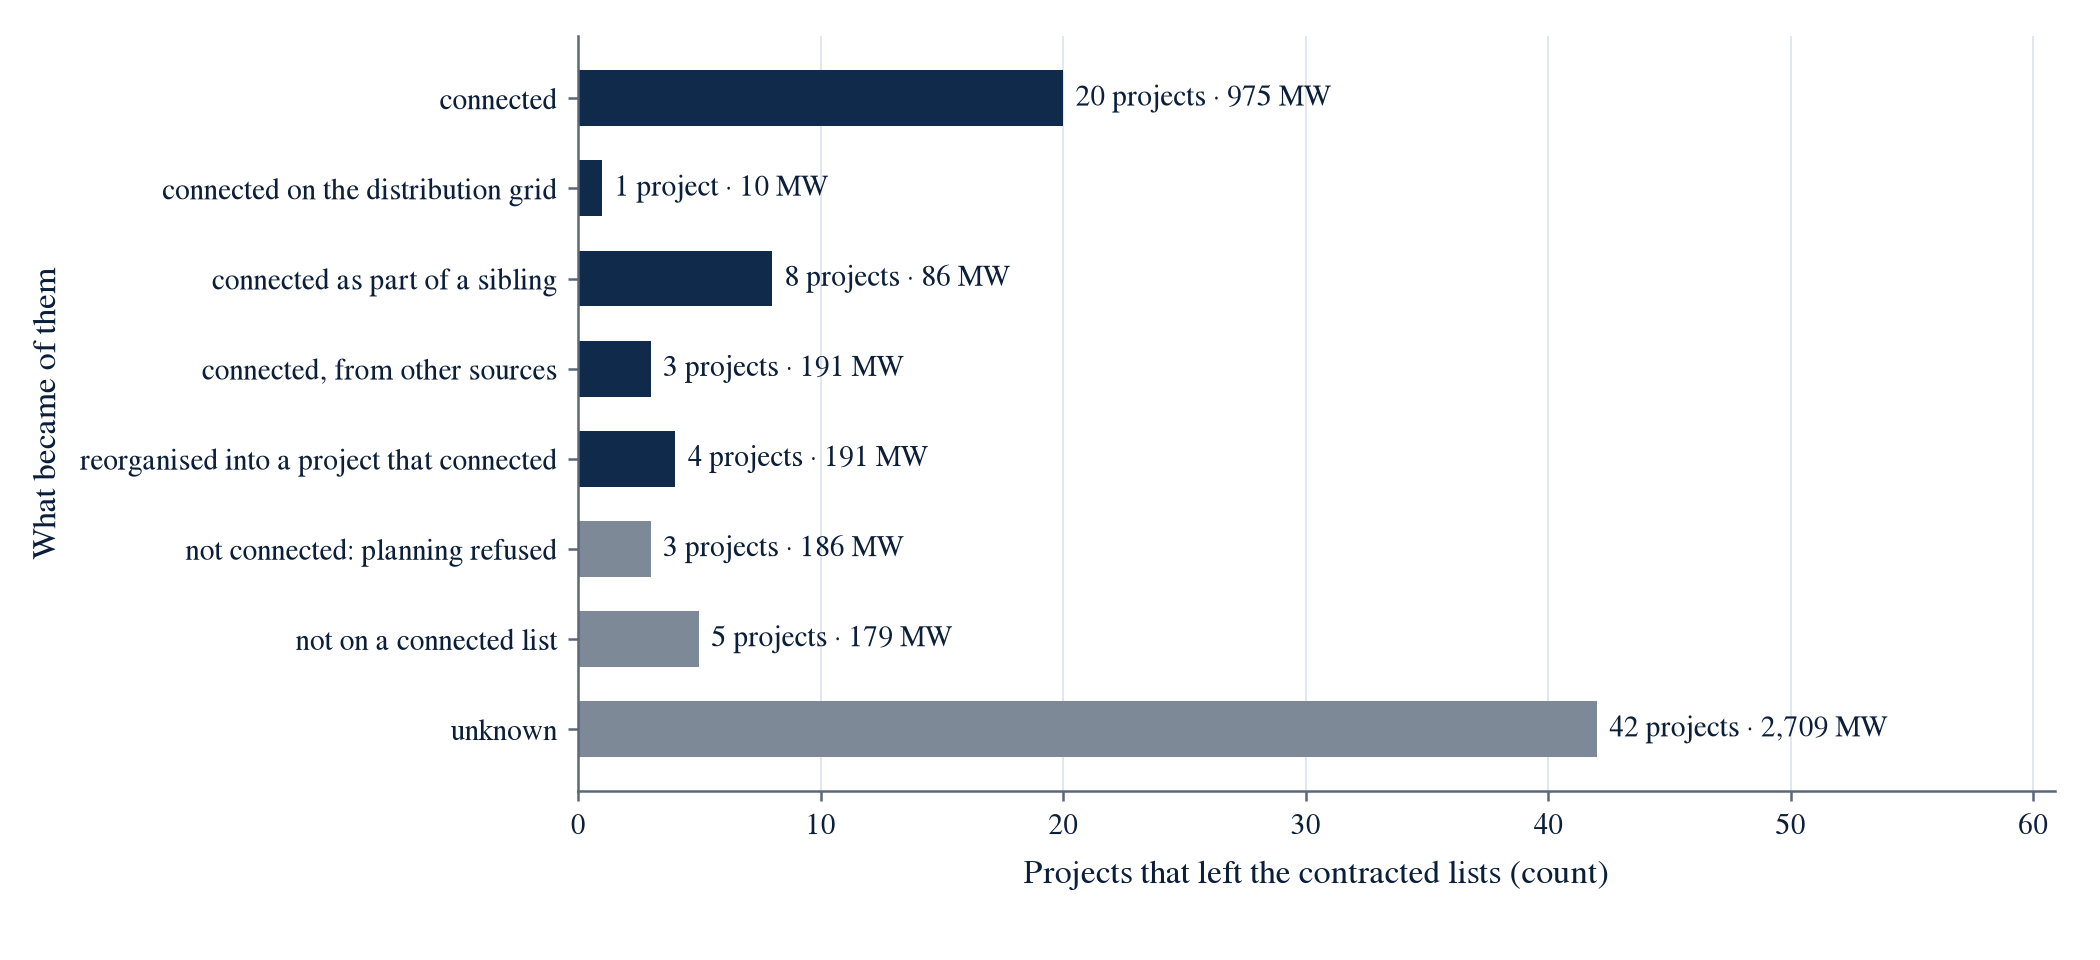 connected
20 projects · 975 MW
connected on the distribution grid
1 project · 10 MW
connected as part of a sibling
8 projects · 86 MW
connected, from other sources
3 projects · 191 MW
reorganised into a project that connected
4 projects · 191 MW
not connected: planning refused
3 projects · 186 MW
not on a connected list
5 projects · 179 MW
unknown
42 projects · 2,709 MW
What became of them
0 10 20 30 40 50 60
Projects that left the contracted lists (count)